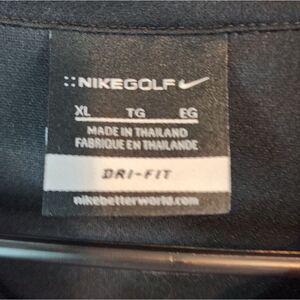 NIKEGOLF
XL TG EG
MADE IN THAILAND
FABRIQUE EN THAILANDE
DRI-FIT
nikebetterworld.com